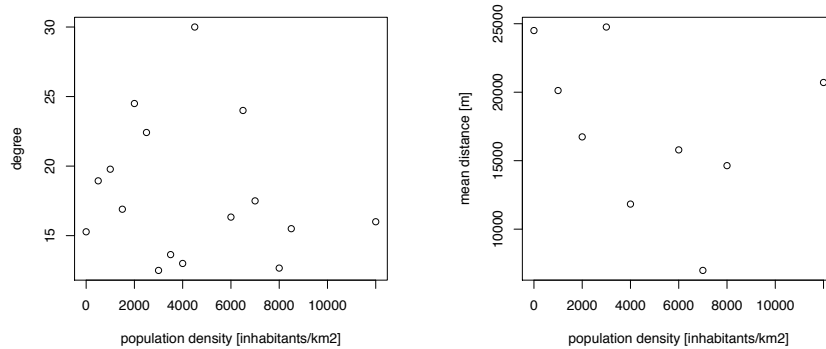 30
25
20
15
degree
0 2000 4000 6000 8000 10000
population density [inhabitants/km2]
25000
20000
15000
10000
mean distance [m]
0 2000 4000 6000 8000 10000
population density [inhabitants/km2]